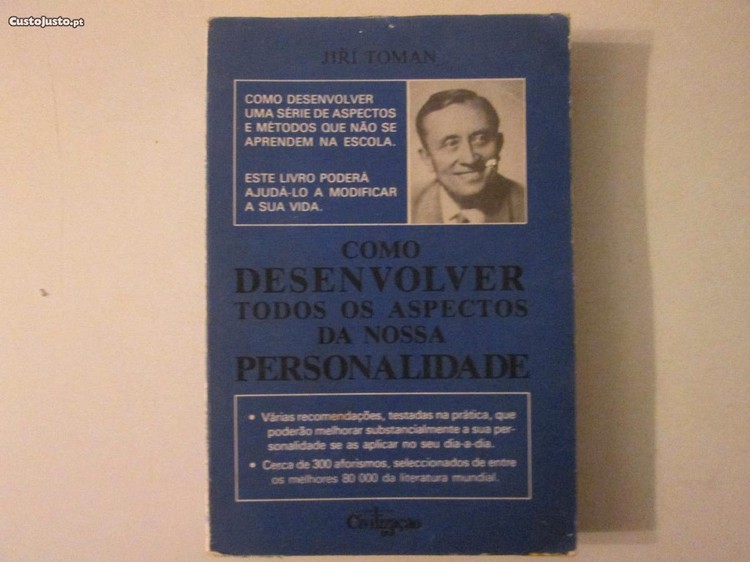 CustoJusto.pt
JIŘÍ TOMAN
COMO DESENVOLVER
UMA SÉRIE DE ASPECTOS
E MÉTODOS QUE NÃO SE
APRENDEM NA ESCOLA.
ESTE LIVRO PODERÁ
AJUDÁ-LO A MODIFICAR
A SUA VIDA.
COMO
DESENVOLVER
TODOS OS ASPECTOS
DA NOSSA
PERSONALIDADE
• Várias recomendações, testadas na prática, que
poderão melhorar substancialmente a sua per-
sonalidade se as aplicar no seu dia-a-dia.
• Cerca de 300 aforismos, seleccionados de entre
os melhores 80 000 da literatura mundial.
Civilização